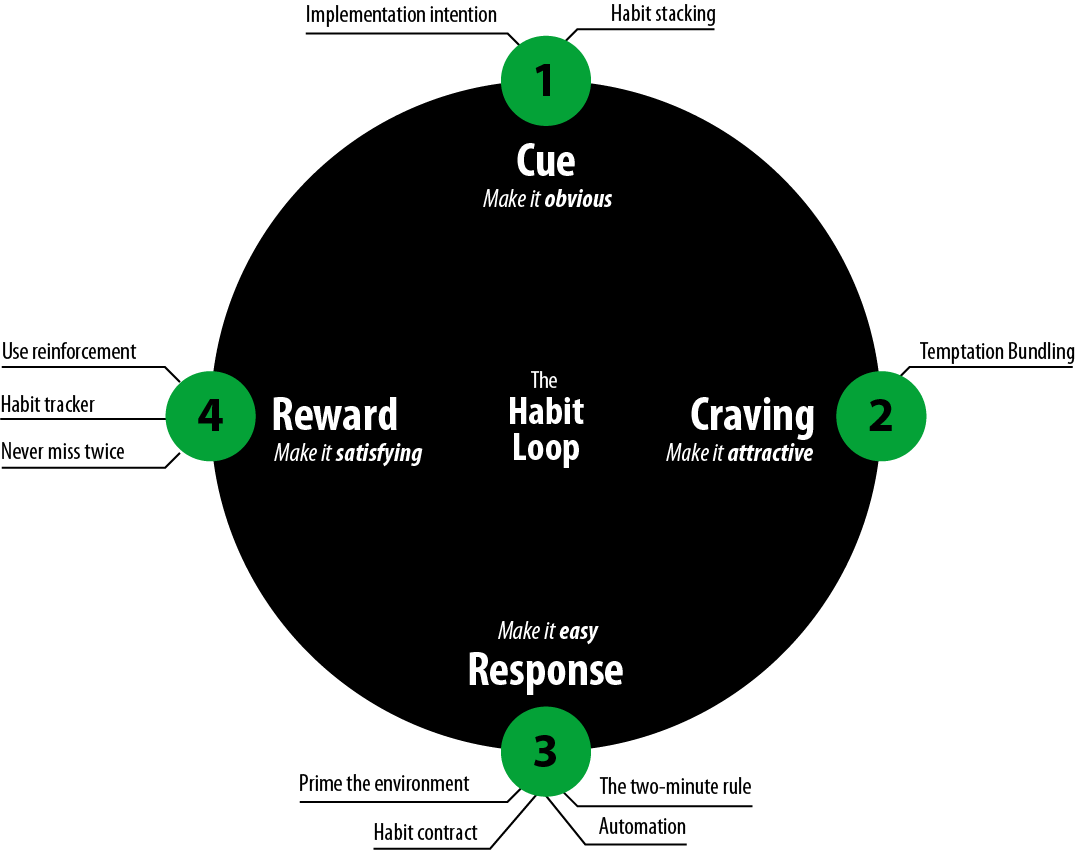 Implementation intention
Habit stacking
1
Cue
Make it obvious
Use reinforcement
Habit tracker
Never miss twice
4
Reward
Make it satisfying
The
Habit
Loop
Craving
Make it attractive
2
Temptation Bundling
Make it easy
Response
3
Prime the environment
Habit contract
The two-minute rule
Automation